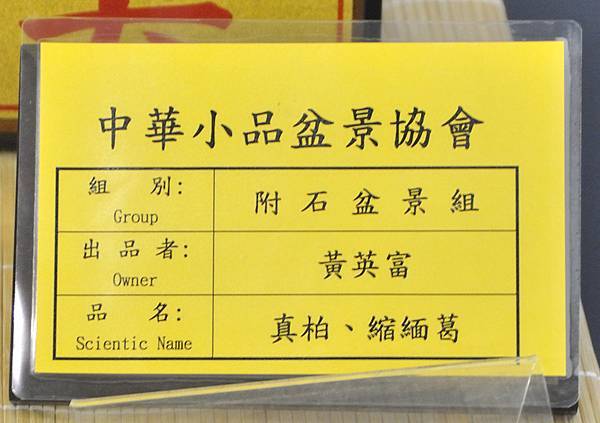 中華小品盆景協會
組 別: 附石盆景組
Group
出品者: 黃英富
Owner
品 名: 真柏、縮緬葛
Scientic Name